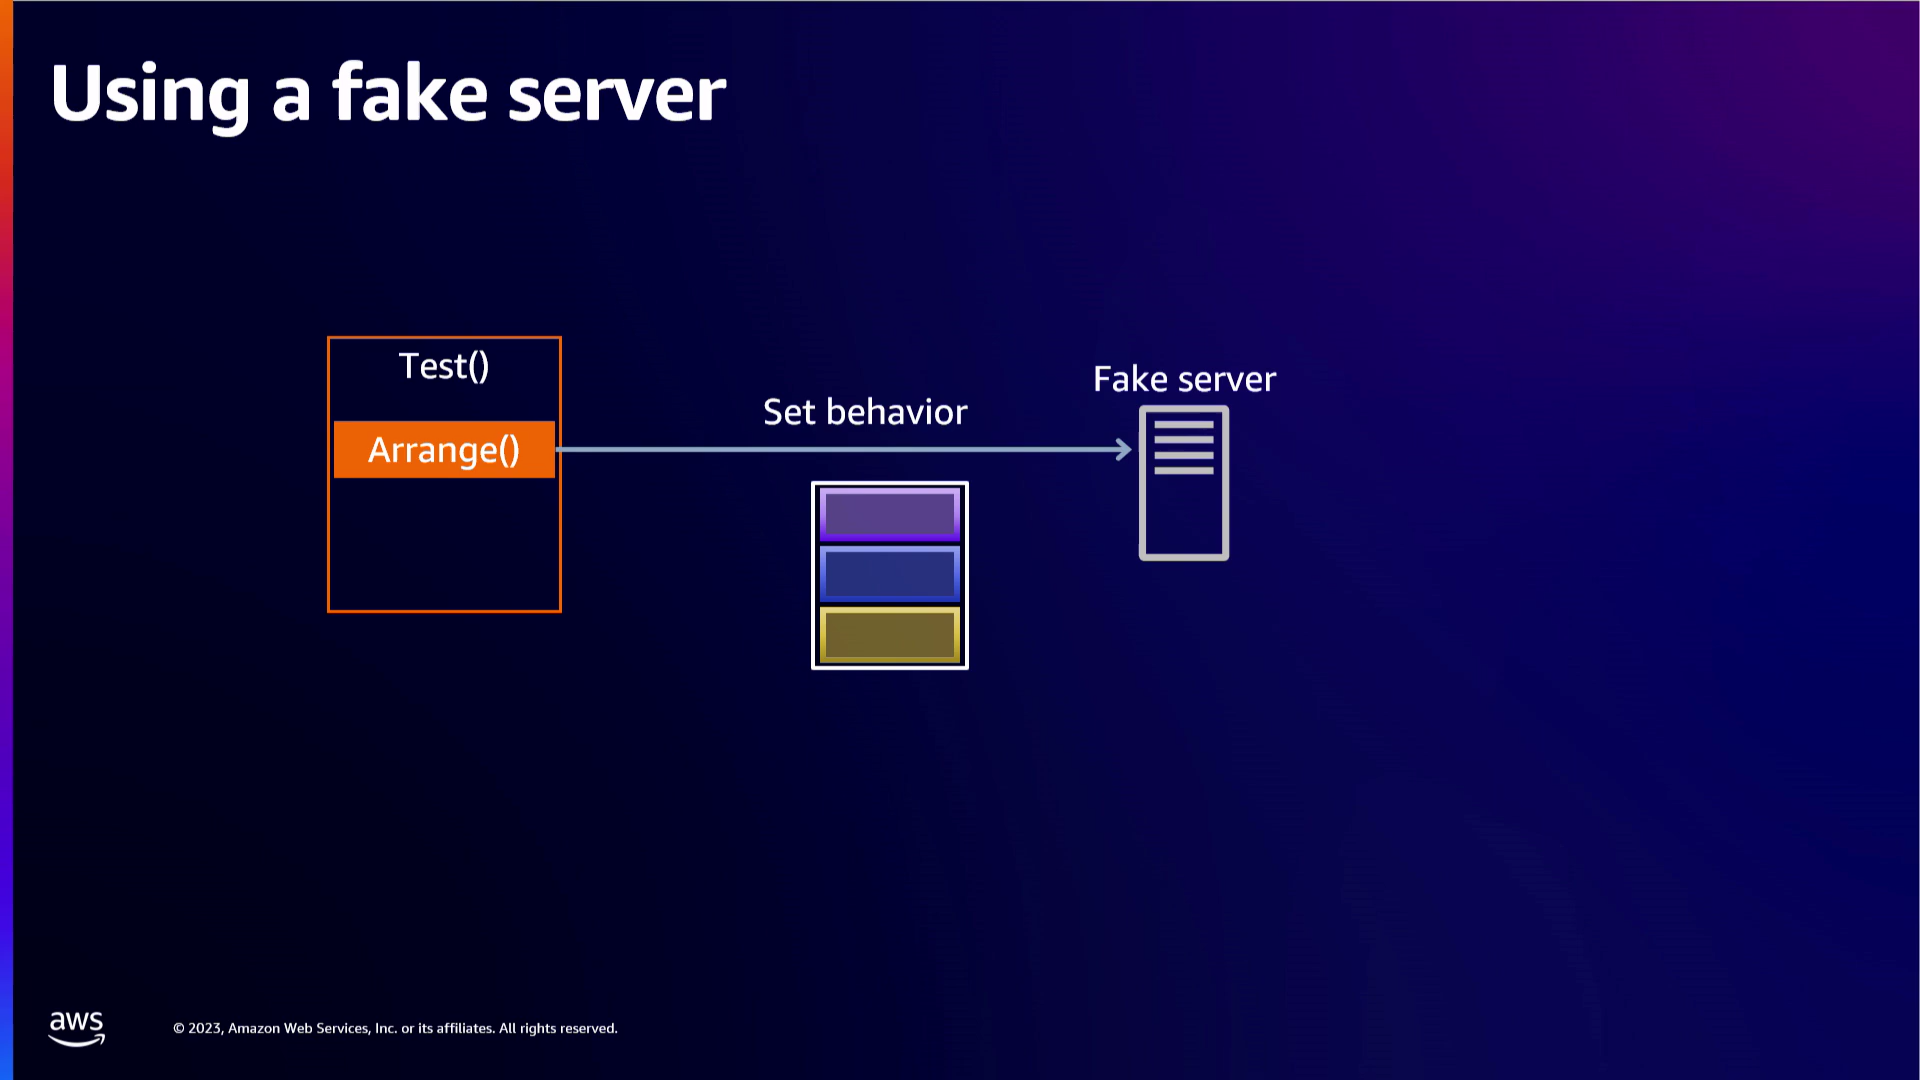 Using a fake server
Test()
Arrange()
Set behavior
Fake server
aws
© 2023, Amazon Web Services, Inc. or its affiliates. All rights reserved.